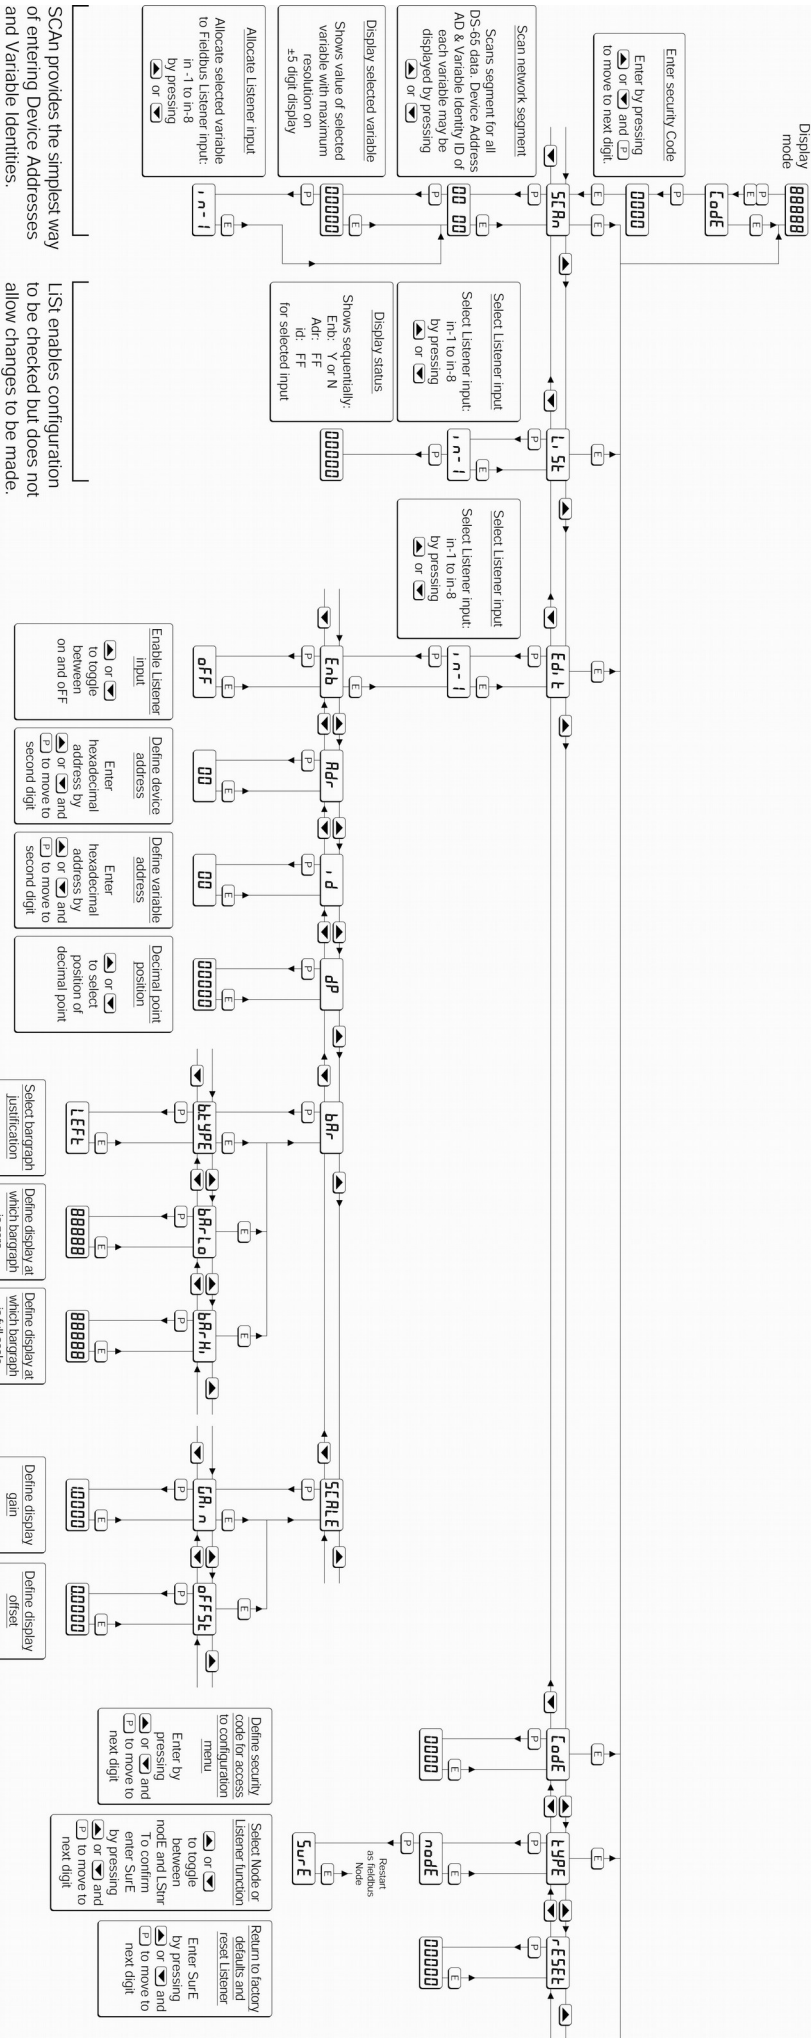 Display
mode
88888
P
E
E
CodE
P
E
0000
E
E
Enter security Code
Enter by pressing
▲ or ▼ and P
to move to next digit.
SCAn
P
E
00 00
P
E
00000
P
E
in-1
E
Scan network segment
Scans segment for all
DS-65 data. Device Address
AD & Variable Identity ID of
each variable may be
displayed by pressing
▲ or ▼
Display selected variable
Shows value of selected
variable with maximum
resolution on
±5 digit display
Allocate Listener input
Allocate selected variable
to Fieldbus Listener input:
in -1 to in-8
by pressing
▲ or ▼
SCAn provides the simplest way
of entering Device Addresses
and Variable Identities.
E
LiSt
P
E
in-1
P
00000
Select Listener input
Select Listener input:
in-1 to in-8
by pressing
▲ or ▼
Display status
Shows sequentially:
Enb: Y or N
Adr: FF
id: FF
for selected input
LiSt enables configuration
to be checked but does not
allow changes to be made.
E
Edit
P
E
in-1
P
E
Select Listener input
Select Listener input:
in-1 to in-8
by pressing
▲ or ▼
Enb
P
E
oFF
E
Adr
P
E
00
id
P
E
00
dP
P
E
00000
Enable Listener
input
▲ or ▼
to toggle
between
on and oFF
Define device
address
Enter
hexadecimal
address by
▲ or ▼ and
P to move to
second digit
Define variable
address
Enter
hexadecimal
address by
▲ or ▼ and
P to move to
second digit
Decimal point
position
▲ or ▼
to select
position of
decimal point
bAr
P
E
b.tYPE
P
E
LEFt
E
bArLo
P
E
88888
E
bArHi
P
E
88888
Select bargraph
justification
Define display at
which bargraph
Define display at
which bargraph
SCALE
P
E
GAin
P
E
1.0000
E
oFFSt
P
E
0.0000
Define display
gain
Define display
offset
E
CodE
P
E
0000
E
tYPE
P
E
nodE
P
SurE
E
Restart
as fieldbus
Node
rESEt
P
E
00000
Define security
code for access
to configuration
menu
Enter by
pressing
▲ or ▼ and
P to move to
next digit
Select Node or
Listener function
▲ or ▼
to toggle
between
nodE and LStnr
To confirm
enter SurE
by pressing
▲ or ▼ and
P to move to
next digit
Return to factory
defaults and
reset Listener
Enter SurE
by pressing
▲ or ▼ and
P to move to
next digit